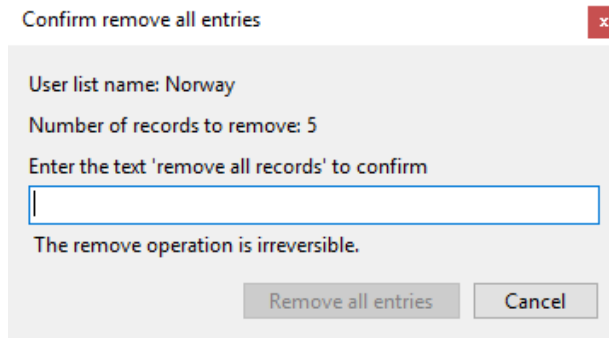 Confirm remove all entries
x
User list name: Norway
Number of records to remove: 5
Enter the text 'remove all records' to confirm
The remove operation is irreversible.
Remove all entries Cancel